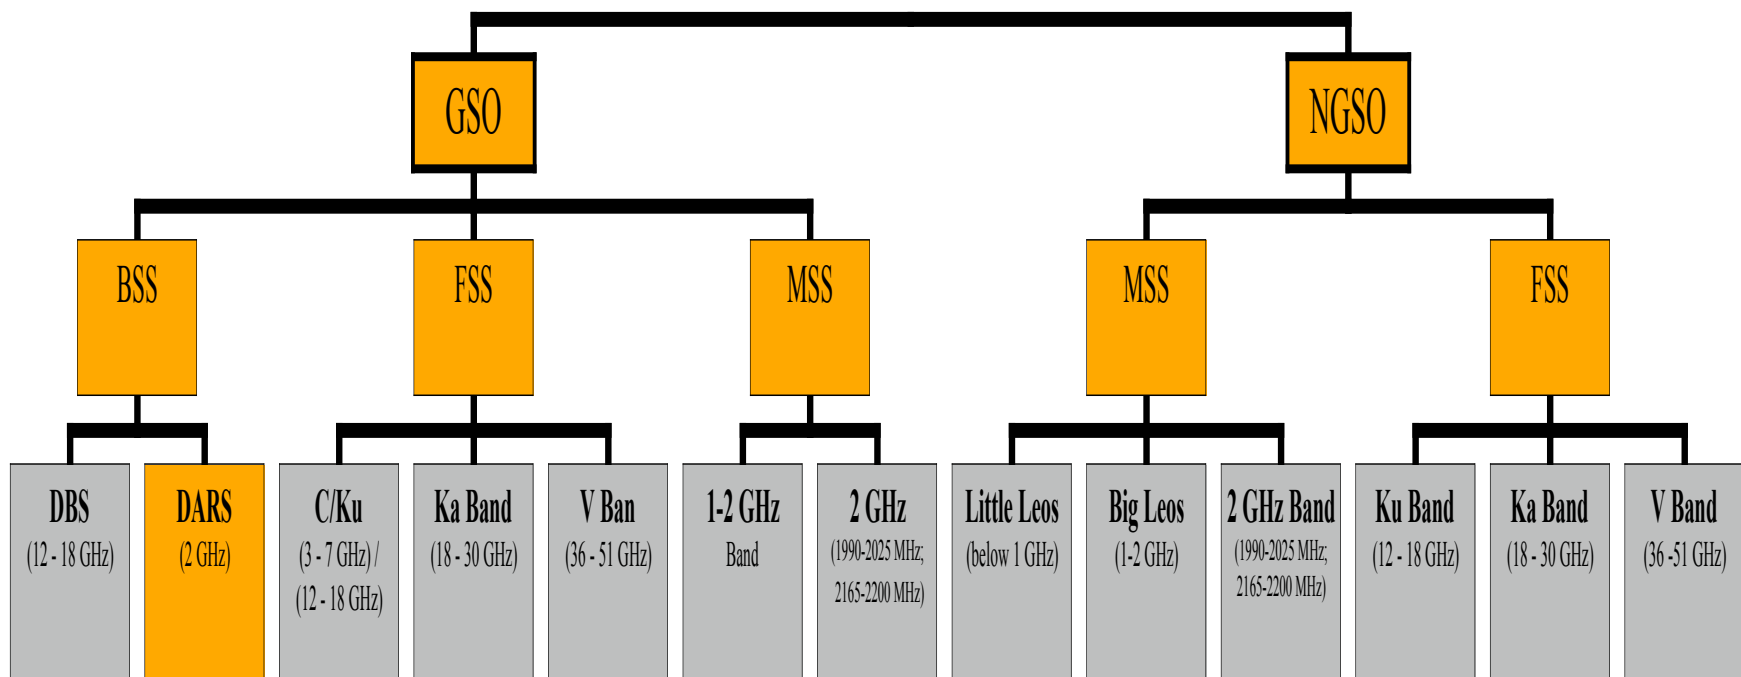 GSO
NGSO
BSS
FSS
MSS
MSS
FSS
DBS
(12 - 18 GHz)
DARS
(2 GHz)
C/Ku
(3 - 7 GHz) /
(12 - 18 GHz)
Ka Band
(18 - 30 GHz)
V Ban
(36 - 51 GHz)
1-2 GHz
Band
2 GHz
(1990-2025 MHz;
2165-2200 MHz)
Little Leos
(below 1 GHz)
Big Leos
(1-2 GHz)
2 GHz Band
(1990-2025 MHz;
2165-2200 MHz)
Ku Band
(12 - 18 GHz)
Ka Band
(18 - 30 GHz)
V Band
(36 -51 GHz)